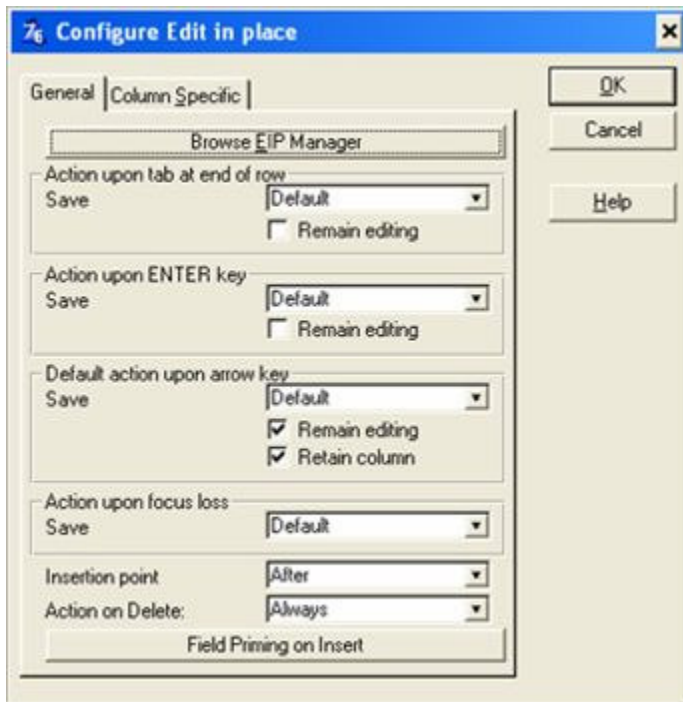 76 Configure Edit in place
General Column Specific
OK
Browse EIP Manager
Cancel
Action upon tab at end of row
Save Default
Help
Remain editing
Action upon ENTER key
Save Default
Remain editing
Default action upon arrow key
Save Default
Remain editing
Retain column
Action upon focus loss
Save Default
Insertion point After
Action on Delete: Always
Field Priming on Insert